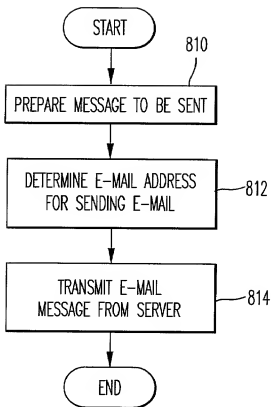 START
810
PREPARE MESSAGE TO BE SENT
DETERMINE E-MAIL ADDRESS
FOR SENDING E-MAIL
812
TRANSMIT E-MAIL
MESSAGE FROM SERVER
814
END